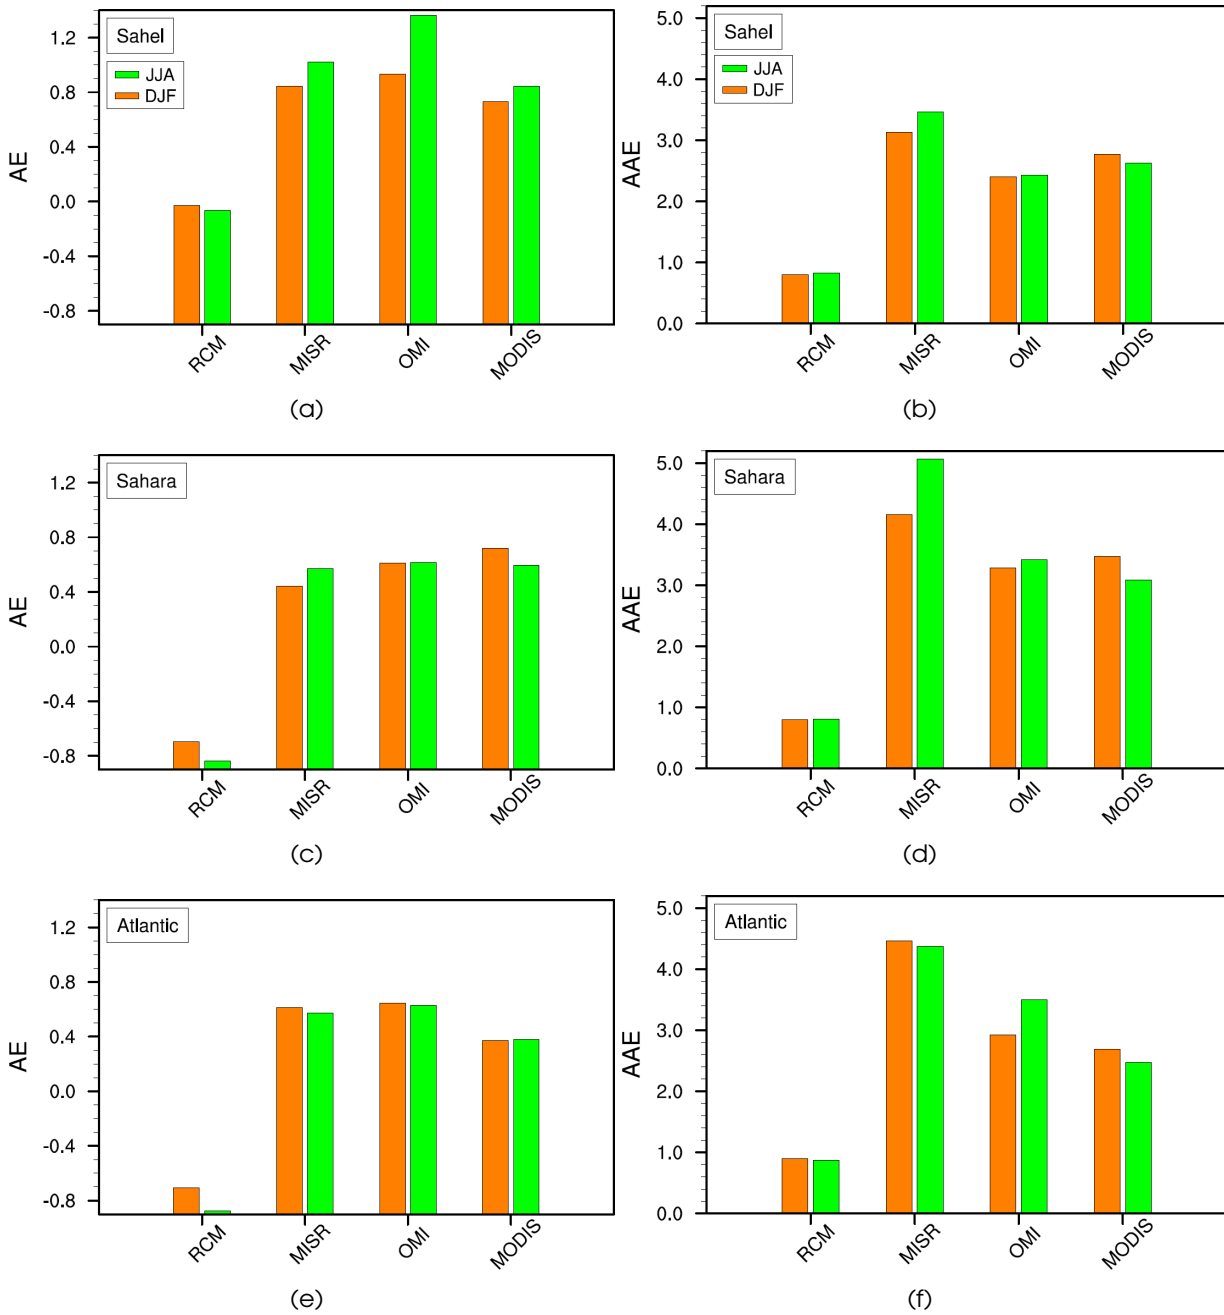 Sahel
JJA
DJF
AE
1.2
0.8
0.4
0.0
-0.4
-0.8
RCM
MISR
OMI
MODIS
(a)
Sahel
JJA
DJF
AAE
5.0
4.0
3.0
2.0
1.0
0.0
RCM
MISR
OMI
MODIS
(b)
Sahara
AE
1.2
0.8
0.4
0.0
-0.4
-0.8
RCM
MISR
OMI
MODIS
(c)
Sahara
AAE
5.0
4.0
3.0
2.0
1.0
0.0
RCM
MISR
OMI
MODIS
(d)
Atlantic
AE
1.2
0.8
0.4
0.0
-0.4
-0.8
RCM
MISR
OMI
MODIS
(e)
Atlantic
AAE
5.0
4.0
3.0
2.0
1.0
0.0
RCM
MISR
OMI
MODIS
(f)